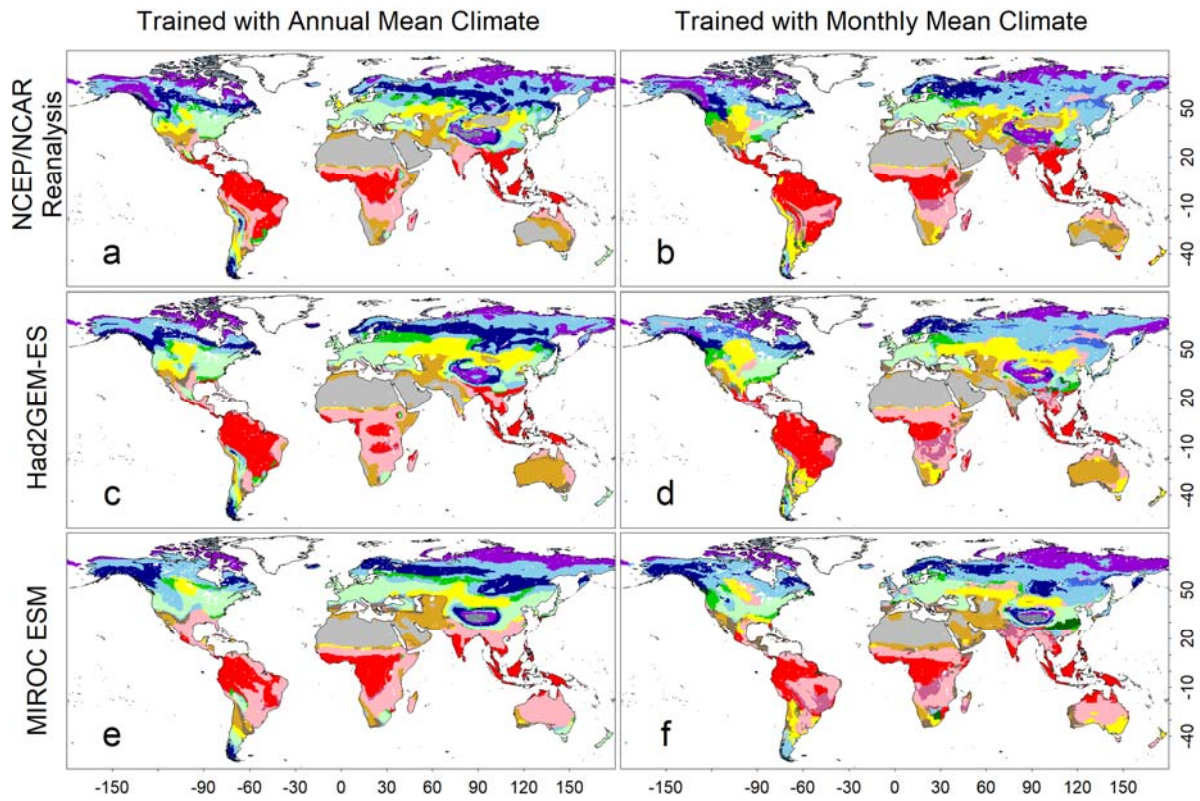 Trained with Annual Mean Climate
Trained with Monthly Mean Climate
NCEP/NCAR
Reanalysis
a
b
50
20
-10
-40
Had2GEM-ES
c
d
50
20
-10
-40
MIROC ESM
e
f
50
20
-10
-40
-150
-90
-60
-30
0
30
60
90
120
150
-150
-90
-60
-30
0
30
60
90
120
150